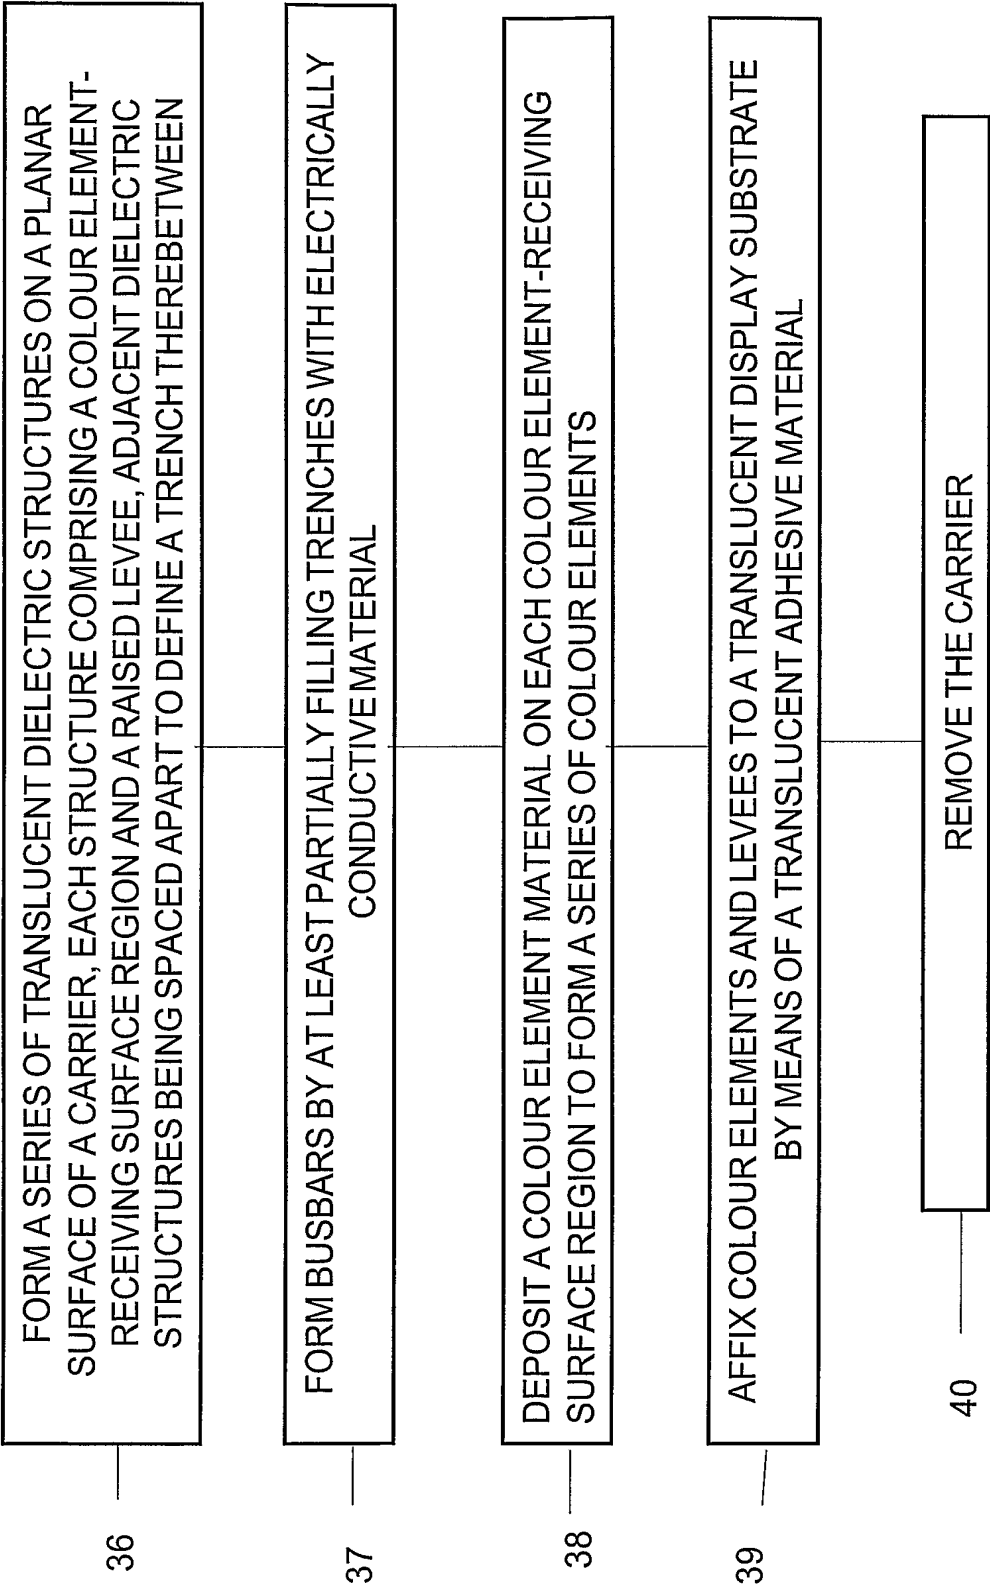 FORM A SERIES OF TRANSLUCENT DIELECTRIC STRUCTURES ON A PLANAR
SURFACE OF A CARRIER, EACH STRUCTURE COMPRISING A COLOUR ELEMENT-
RECEIVING SURFACE REGION AND A RAISED LEVEE, ADJACENT DIELECTRIC
STRUCTURES BEING SPACED APART TO DEFINE A TRENCH THEREBETWEEN
36
FORM BUSBARS BY AT LEAST PARTIALLY FILLING TRENCHES WITH ELECTRICALLY
CONDUCTIVE MATERIAL
37
DEPOSIT A COLOUR ELEMENT MATERIAL ON EACH COLOUR ELEMENT-RECEIVING
SURFACE REGION TO FORM A SERIES OF COLOUR ELEMENTS
38
AFFIX COLOUR ELEMENTS AND LEVEES TO A TRANSLUCENT DISPLAY SUBSTRATE
BY MEANS OF A TRANSLUCENT ADHESIVE MATERIAL
39
REMOVE THE CARRIER
40